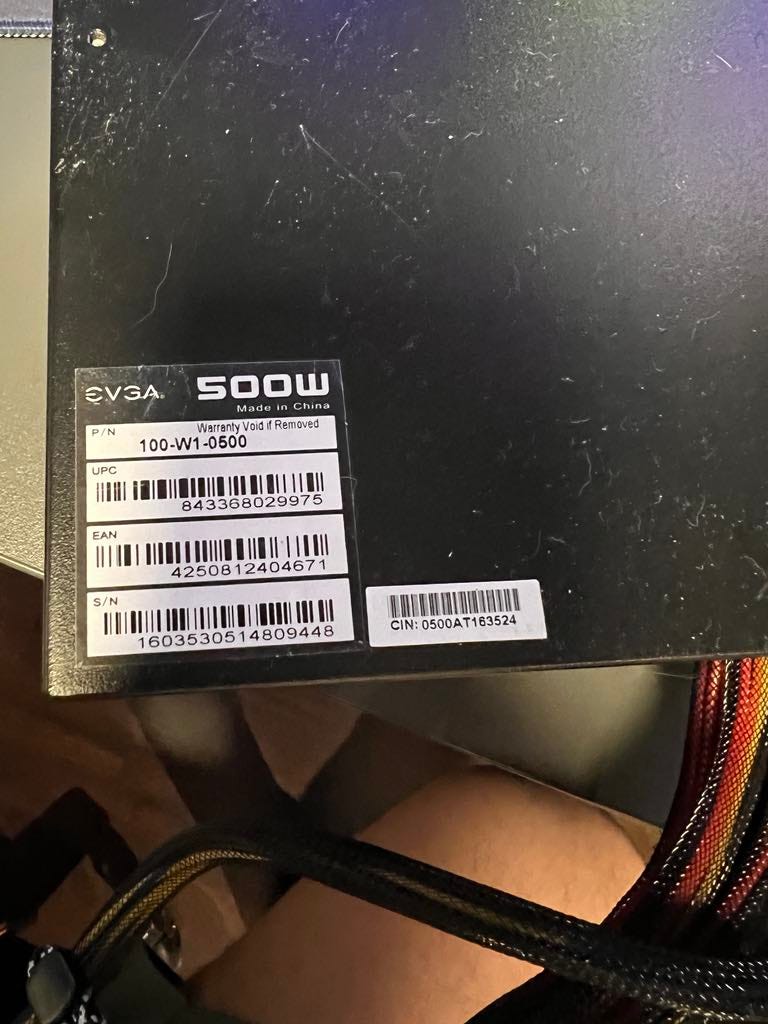 EVGA. 500W
Made in China
P/N Warranty Void if Removed
100-W1-0500
UPC
843368029975
EAN
4250812404671
S/N
1603530514809448
CIN: 0500AT163524